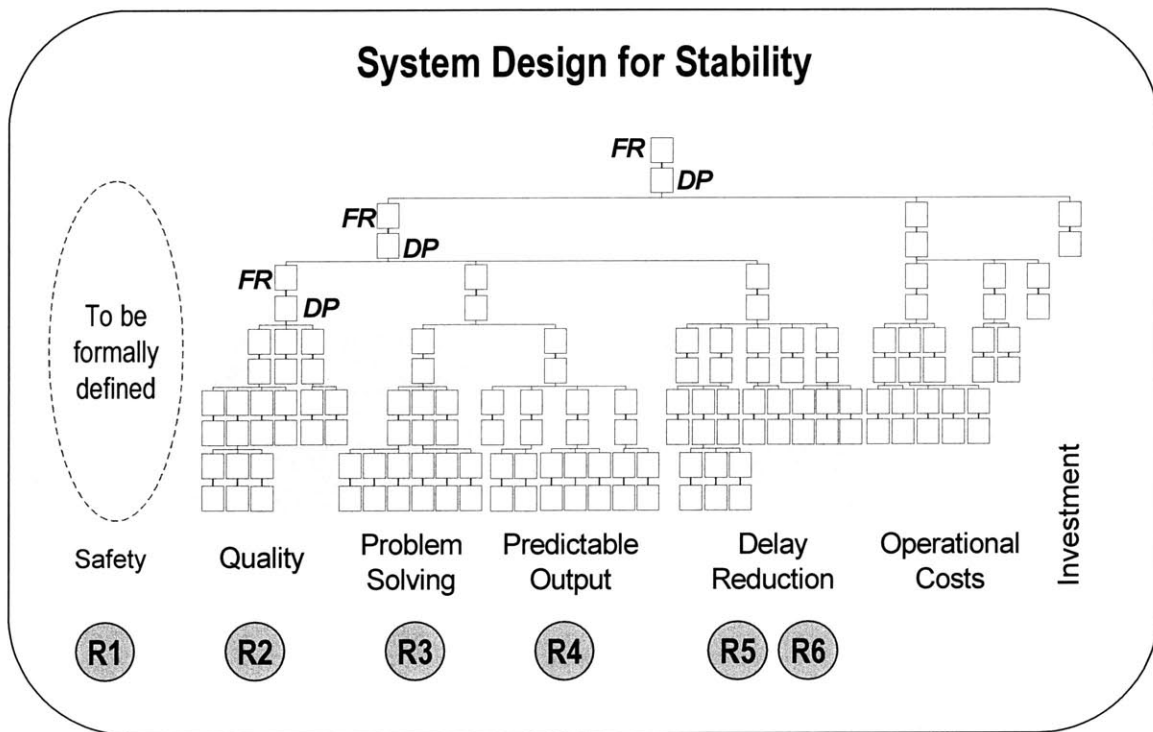 System Design for Stability
FR
DP
FR
DP
FR
DP
To be
formally
defined
Safety
Quality
Problem
Solving
Predictable
Output
Delay
Reduction
Operational
Costs
Investment
R1
R2
R3
R4
R5
R6